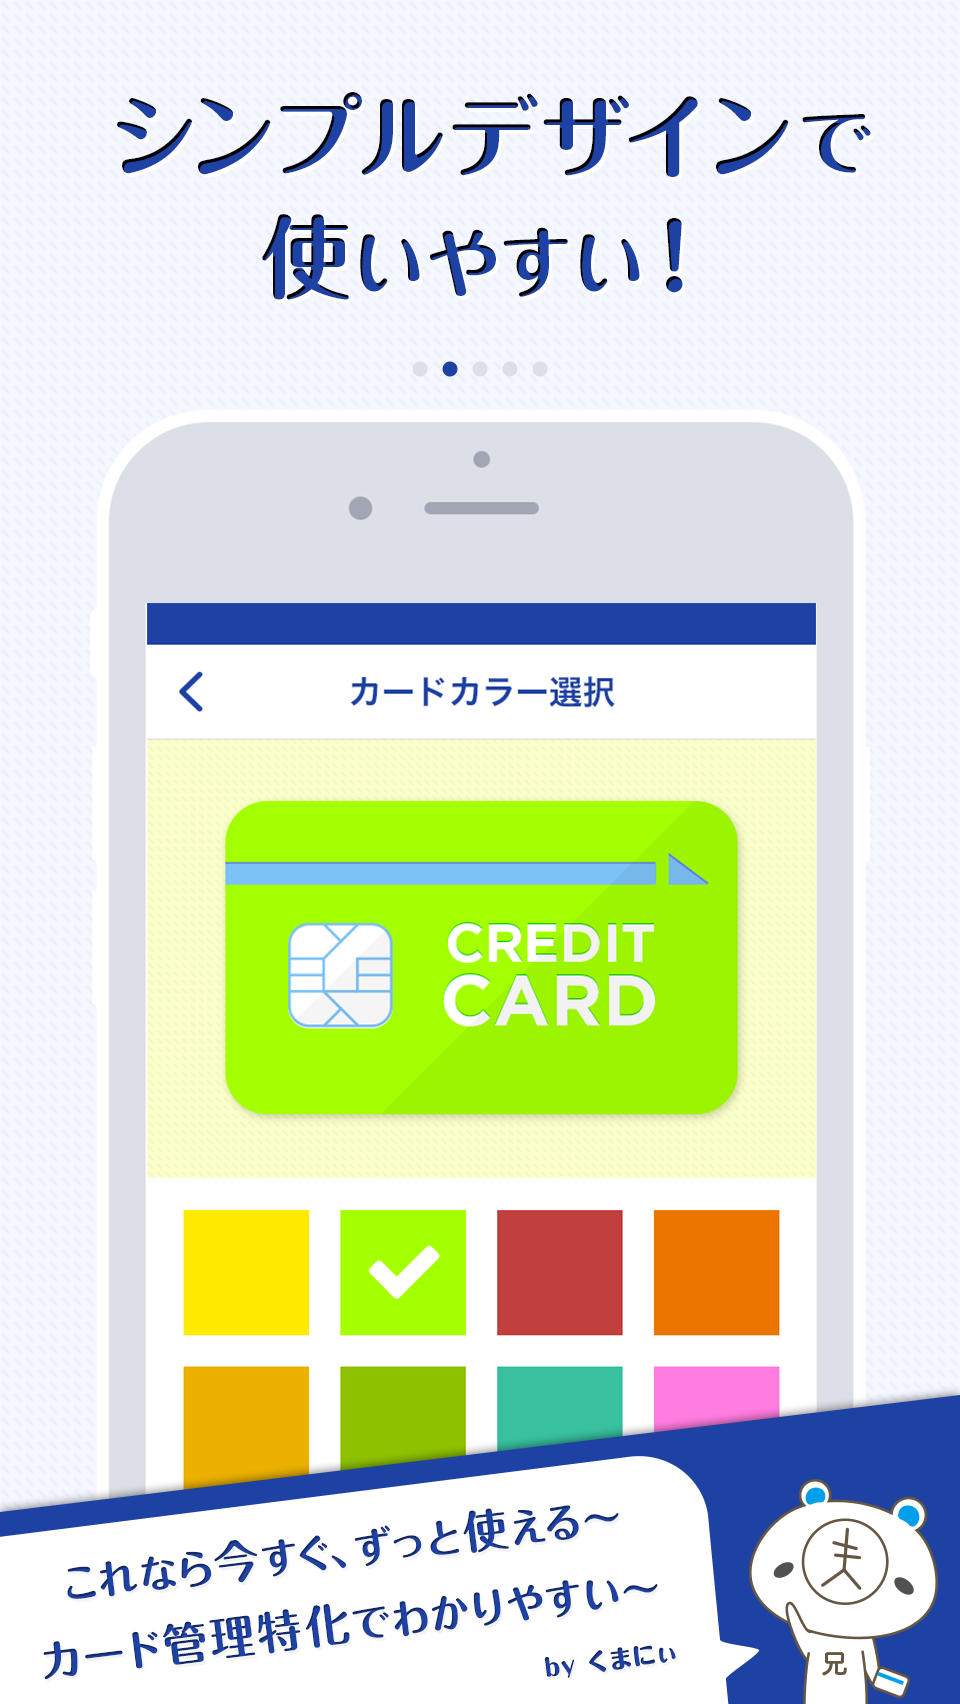 シンプルデザインで
使いやすい！
カードカラー選択
CREDIT
CARD
これなら今すぐ、ずっと使える〜
カード管理特化でわかりやすい〜
by くまにぃ
兄